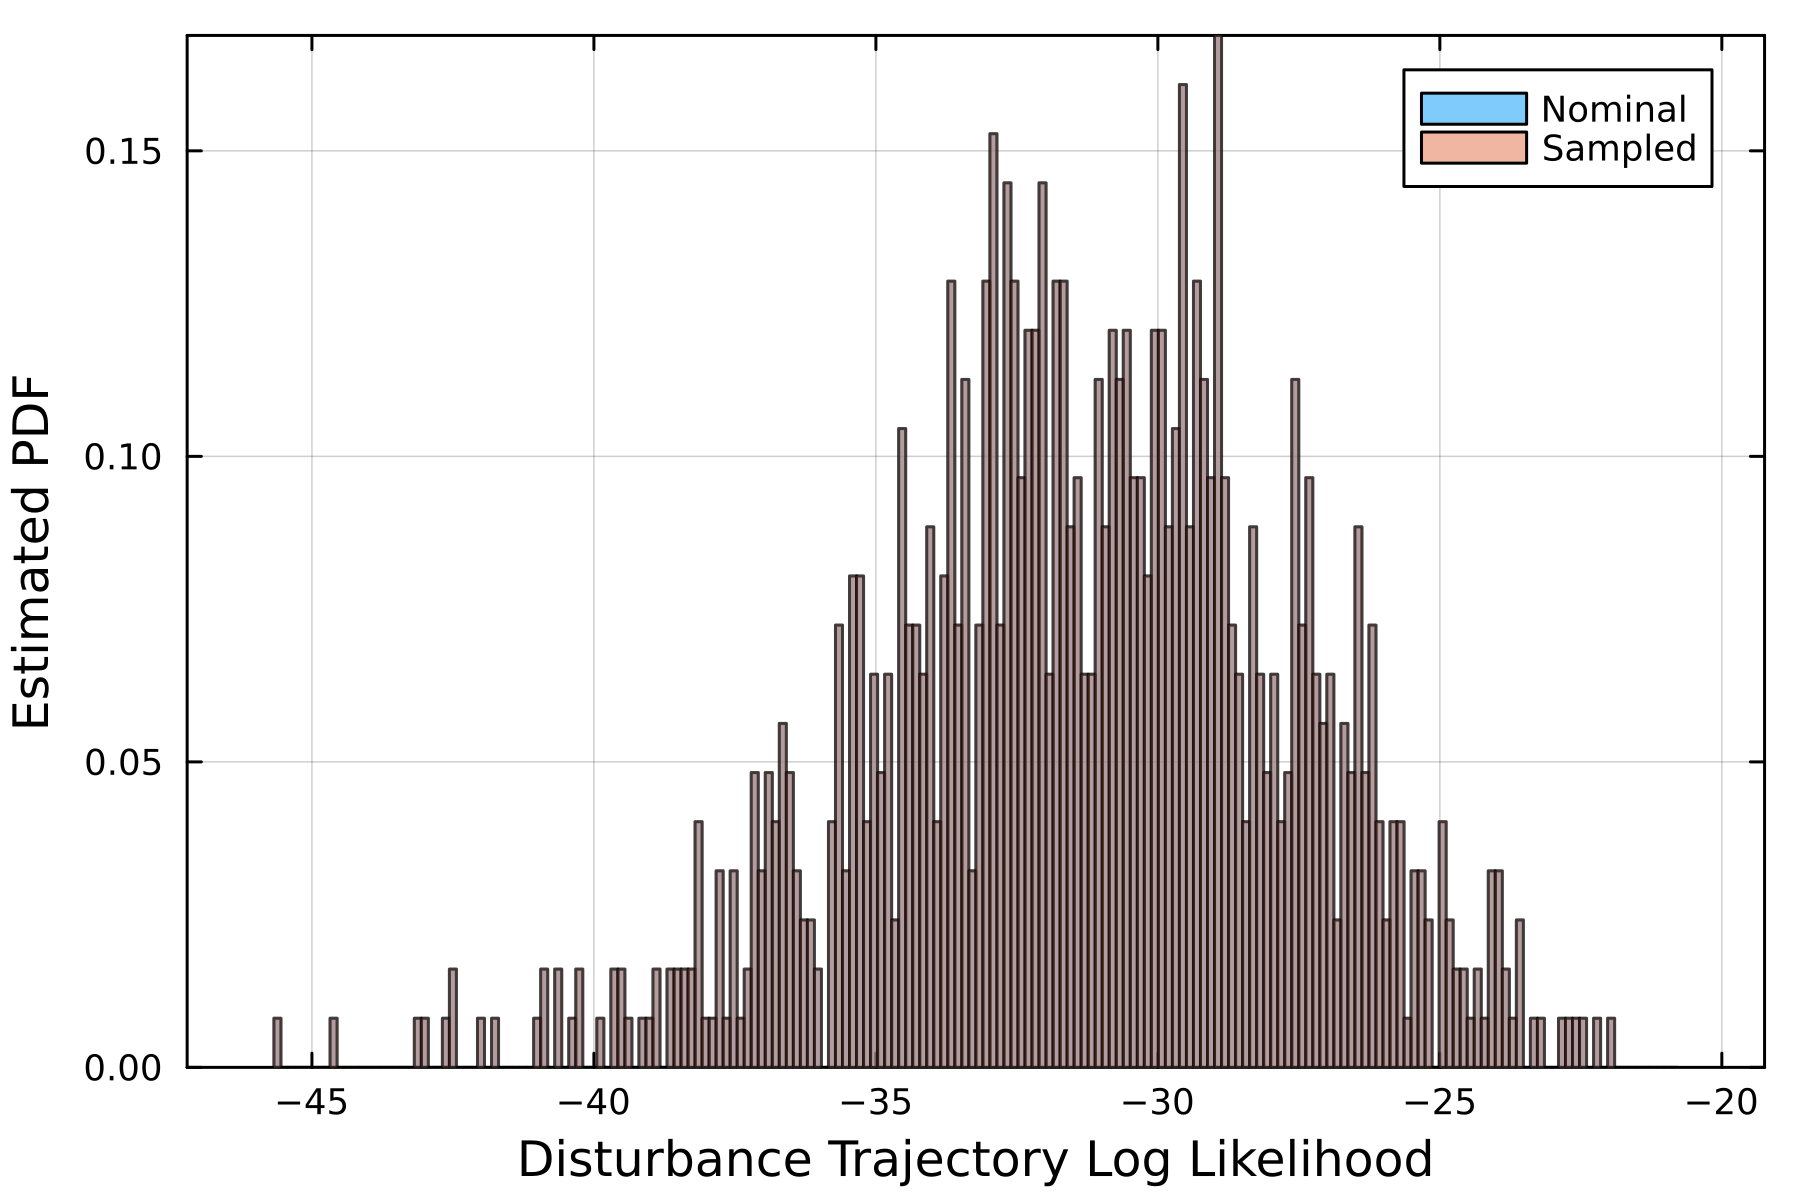 Nominal
Sampled
0.15
0.10
0.05
0.00
Estimated PDF
−45
−40
−35
−30
−25
−20
Disturbance Trajectory Log Likelihood